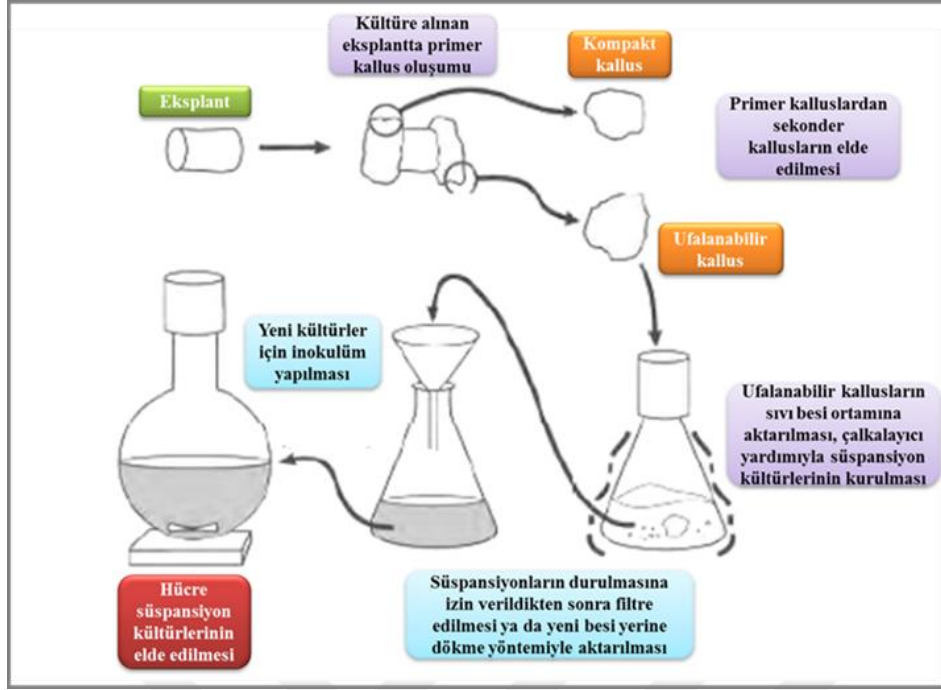 Kültüre alınan
eksplantta primer
kallus oluşumu
Kompakt
kallus
Eksplant
Primer kalluslardan
sekonder
kallusların elde
edilmesi
Ufalanabilir
kallus
Yeni kültürler
için inokulüm
yapılması
Ufalanabilir kallusların
sıvı besi ortamına
aktarılması, çalkalayıcı
yardımıyla süspansiyon
kültürlerinin kurulması
Hücre
süspansiyon
kültürlerinin
elde edilmesi
Süspansiyonların durulmasına
izin verildikten sonra filtre
edilmesi ya da yeni besi yerine
dökme yöntemiyle aktarılması